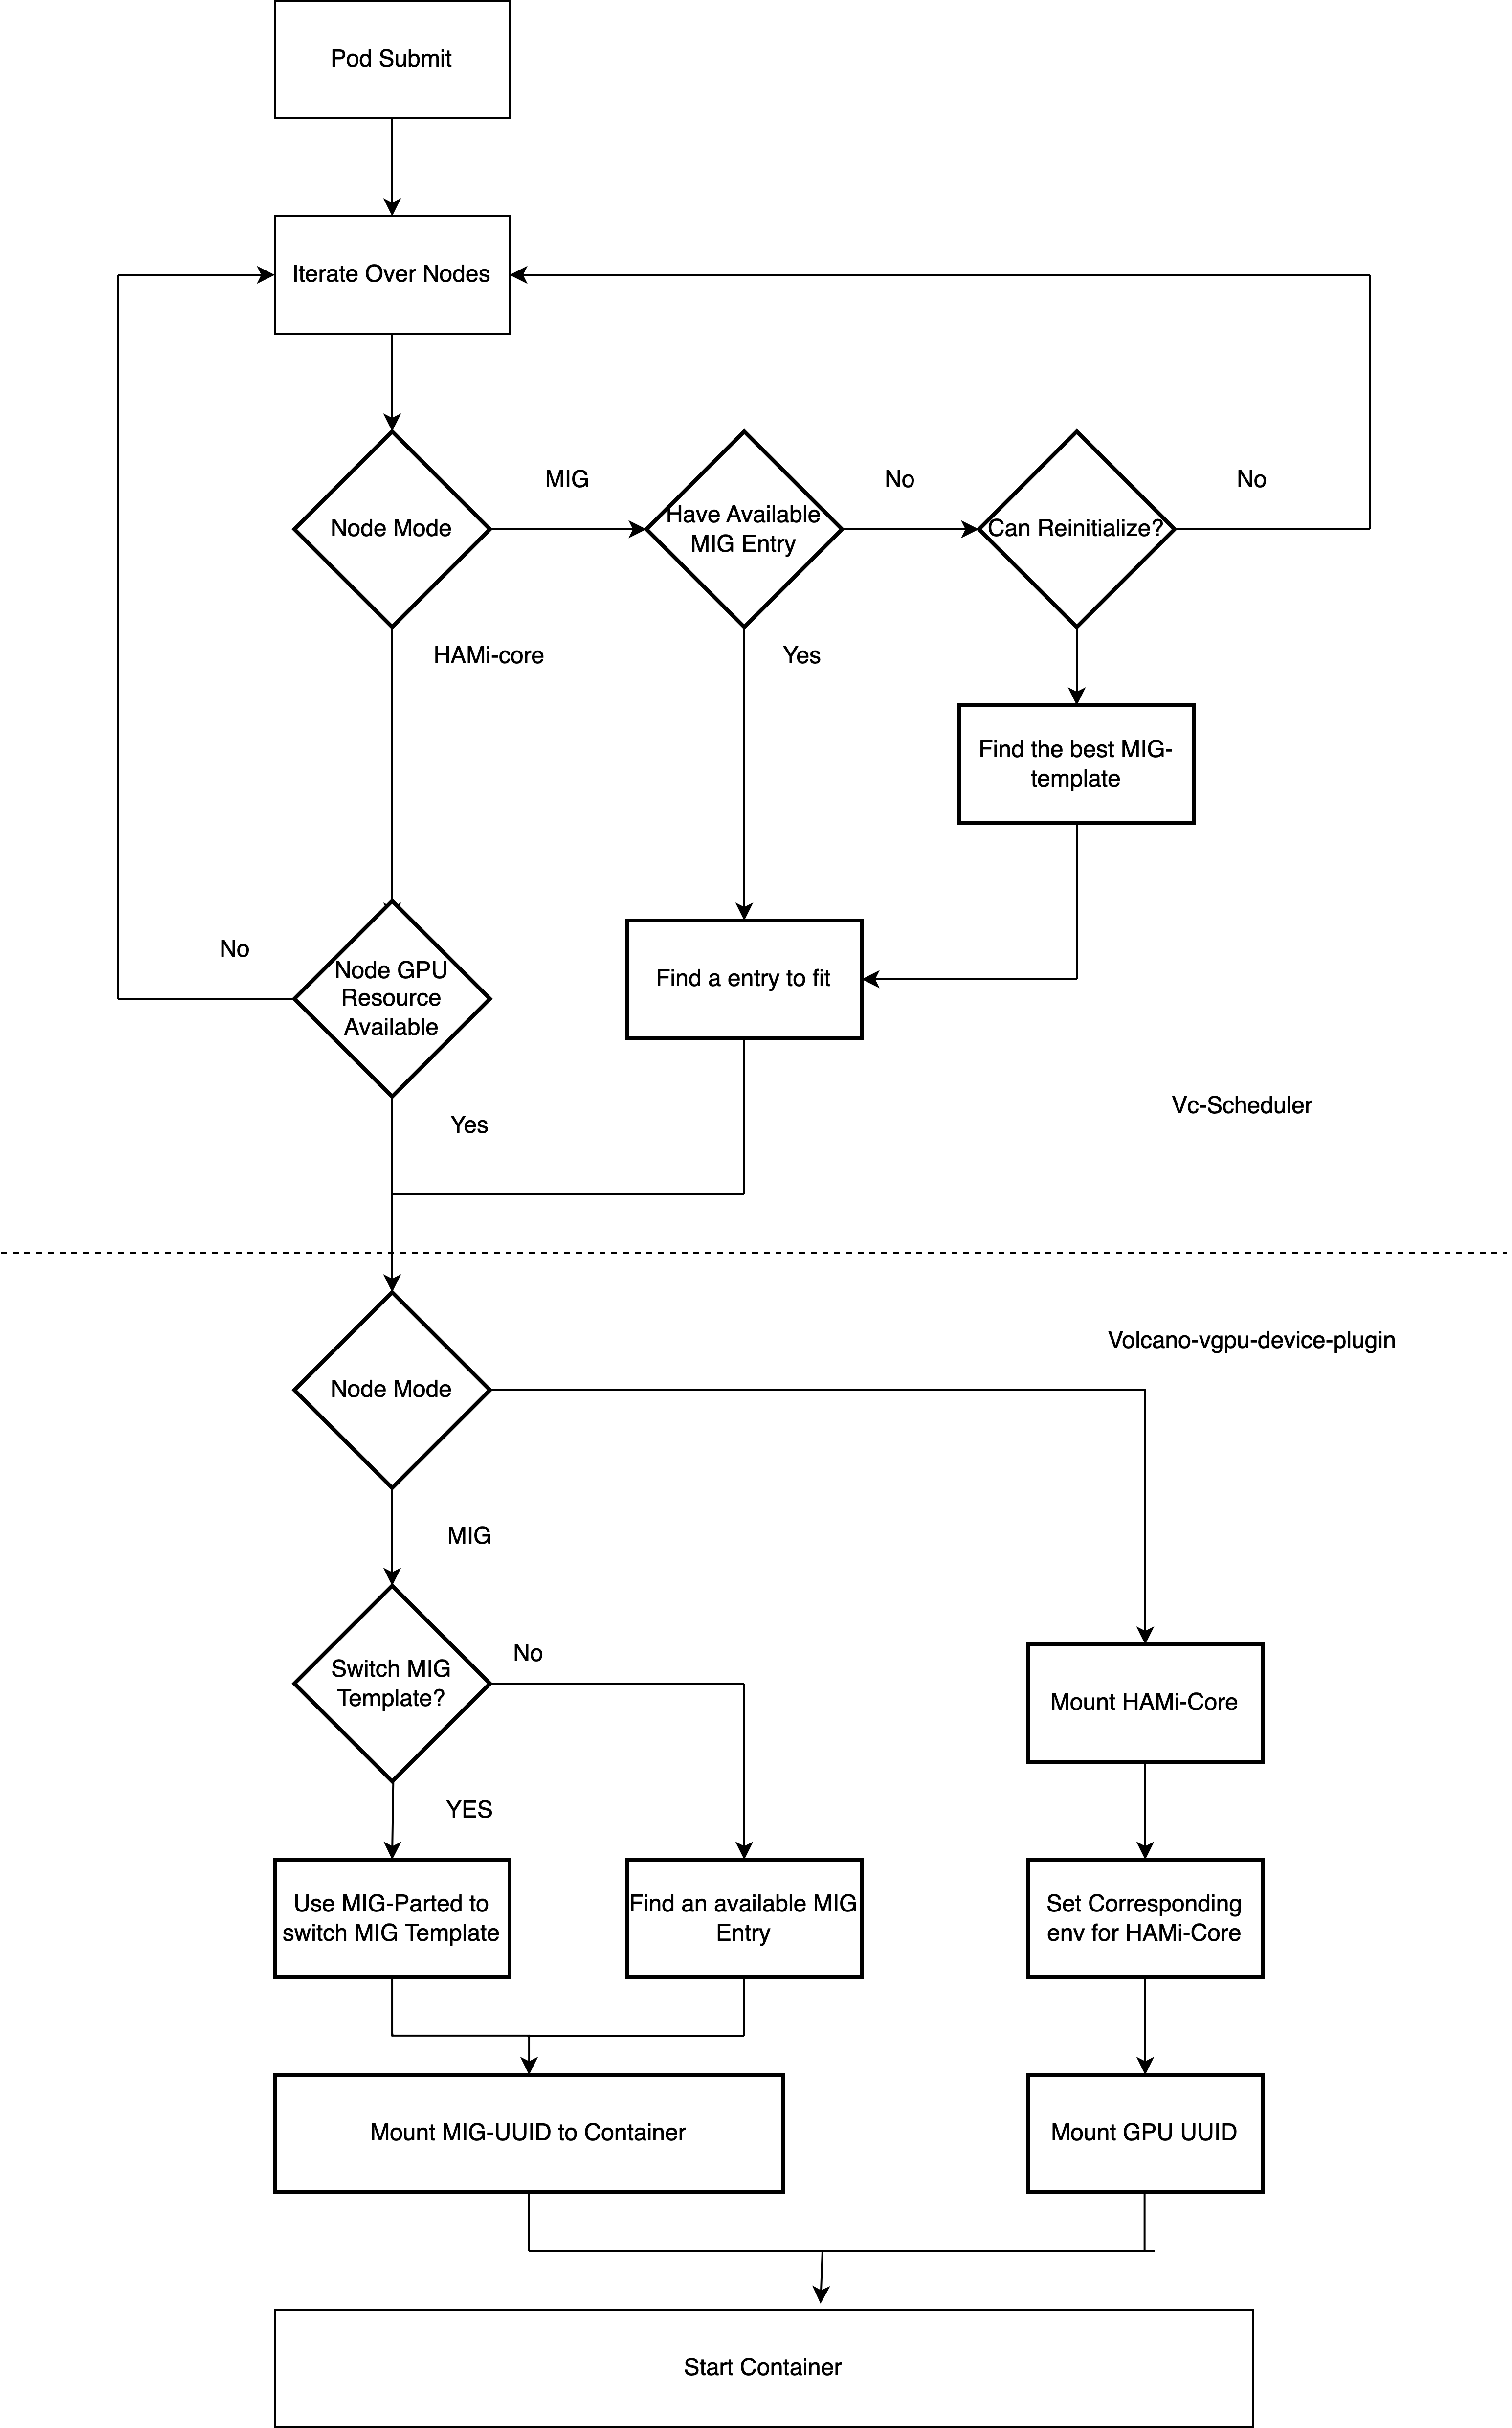 Pod Submit
Iterate Over Nodes
MIG
No
No
Node Mode
Have Available
MIG Entry
Can Reinitialize?
HAMi-core
Yes
Find the best MIG-
template
No
Node GPU
Resource
Available
Find a entry to fit
Yes
Vc-Scheduler
Volcano-vgpu-device-plugin
Node Mode
MIG
No
Switch MIG
Template?
Mount HAMi-Core
YES
Use MIG-Parted to
switch MIG Template
Find an available MIG
Entry
Set Corresponding
env for HAMi-Core
Mount MIG-UUID to Container
Mount GPU UUID
Start Container